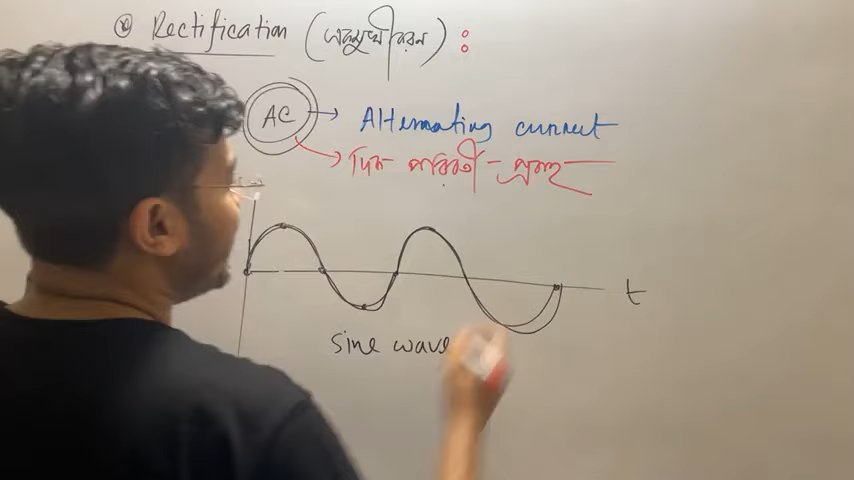 ⊛ Rectification (একমুখীকরণ) :
AC → Alternating current
→ দিক পরিবর্তী - প্রবাহ
t
sine wave